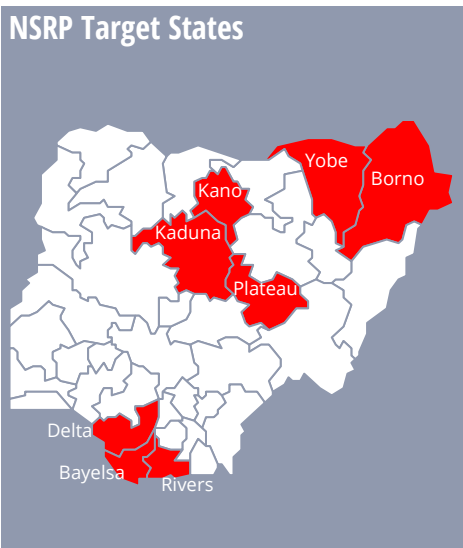 NSRP Target States
Yobe
Borno
Kano
Kaduna
Plateau
Delta
Bayelsa
Rivers